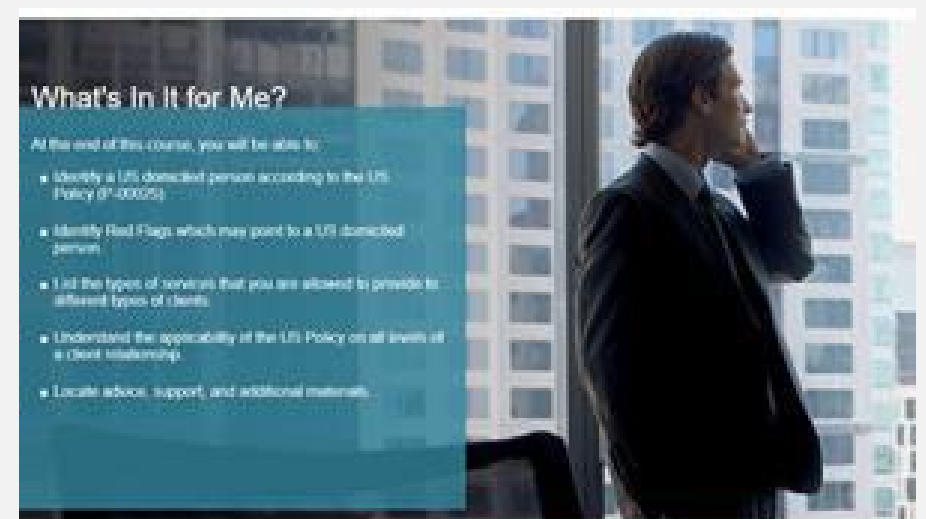 What's In It for Me?
At the end of this course, you will be able to:
Identify a US domiciled person according to the US
Policy (P-00025)
Identify Red Flags which may point to a US domiciled
person.
List the types of services that you are allowed to provide to
different types of clients.
Understand the applicability of the US Policy on all levels of
a client relationship.
Locate advice, support, and additional materials.